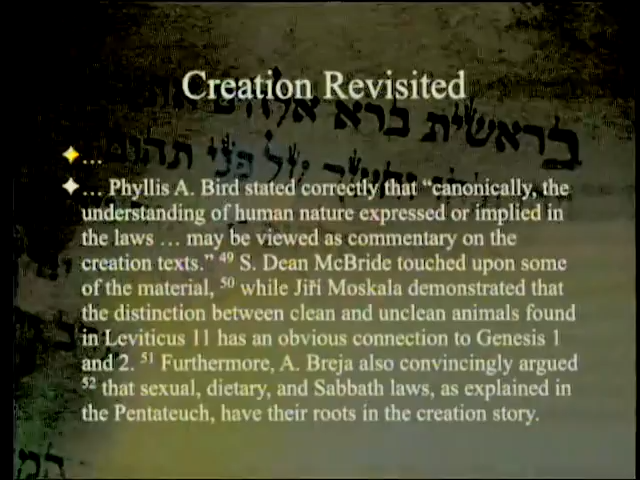 Creation Revisited
בראשית ברא אלהים
על פני תהום
...
... Phyllis A. Bird stated correctly that “canonically, the
understanding of human nature expressed or implied in
the laws … may be viewed as commentary on the
creation texts.” 49 S. Dean McBride touched upon some
of the material, 50 while Jiří Moskala demonstrated that
the distinction between clean and unclean animals found
in Leviticus 11 has an obvious connection to Genesis 1
and 2. 51 Furthermore, A. Breja also convincingly argued
52 that sexual, dietary, and Sabbath laws, as explained in
the Pentateuch, have their roots in the creation story.